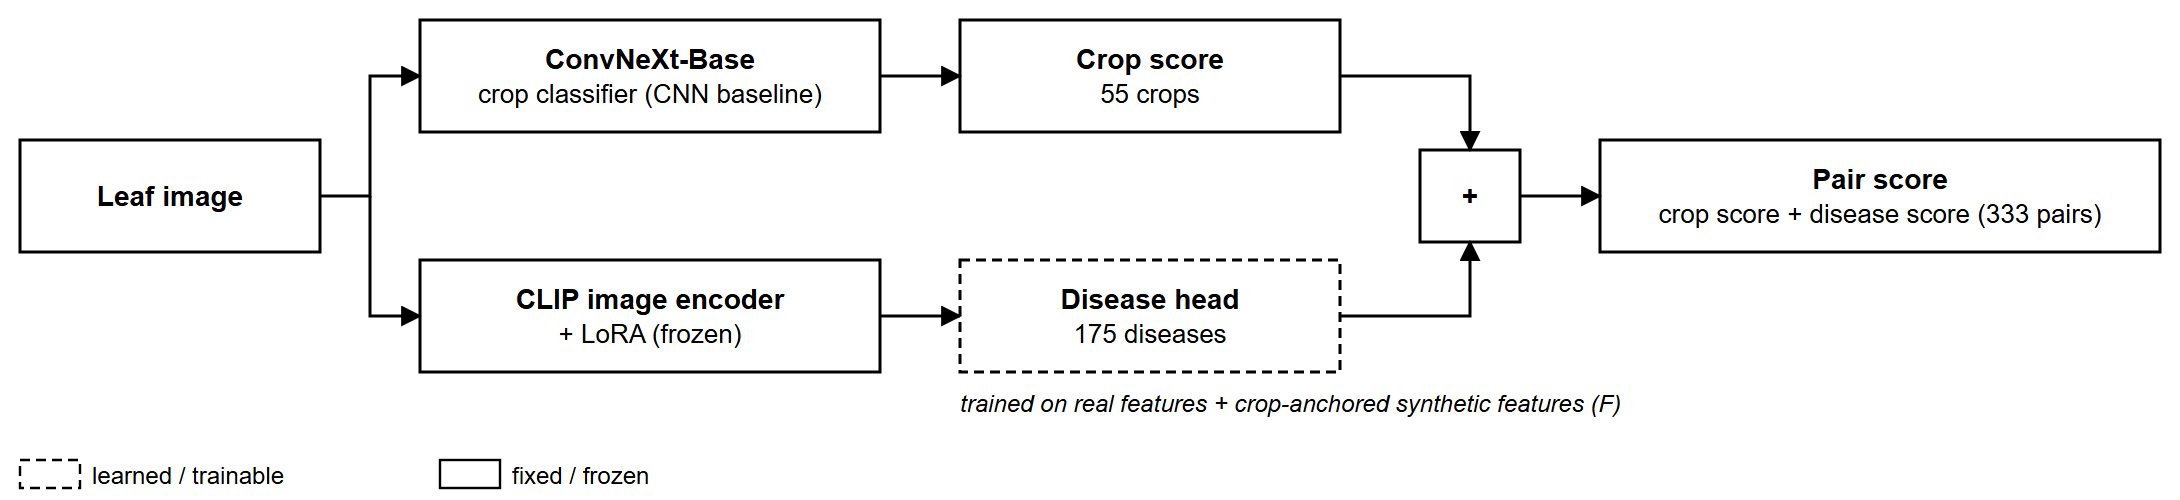 ConvNeXt-Base
crop classifier (CNN baseline)
Crop score
55 crops
Leaf image
+
Pair score
crop score + disease score (333 pairs)
CLIP image encoder
+ LoRA (frozen)
Disease head
175 diseases
trained on real features + crop-anchored synthetic features (F)
learned / trainable
fixed / frozen